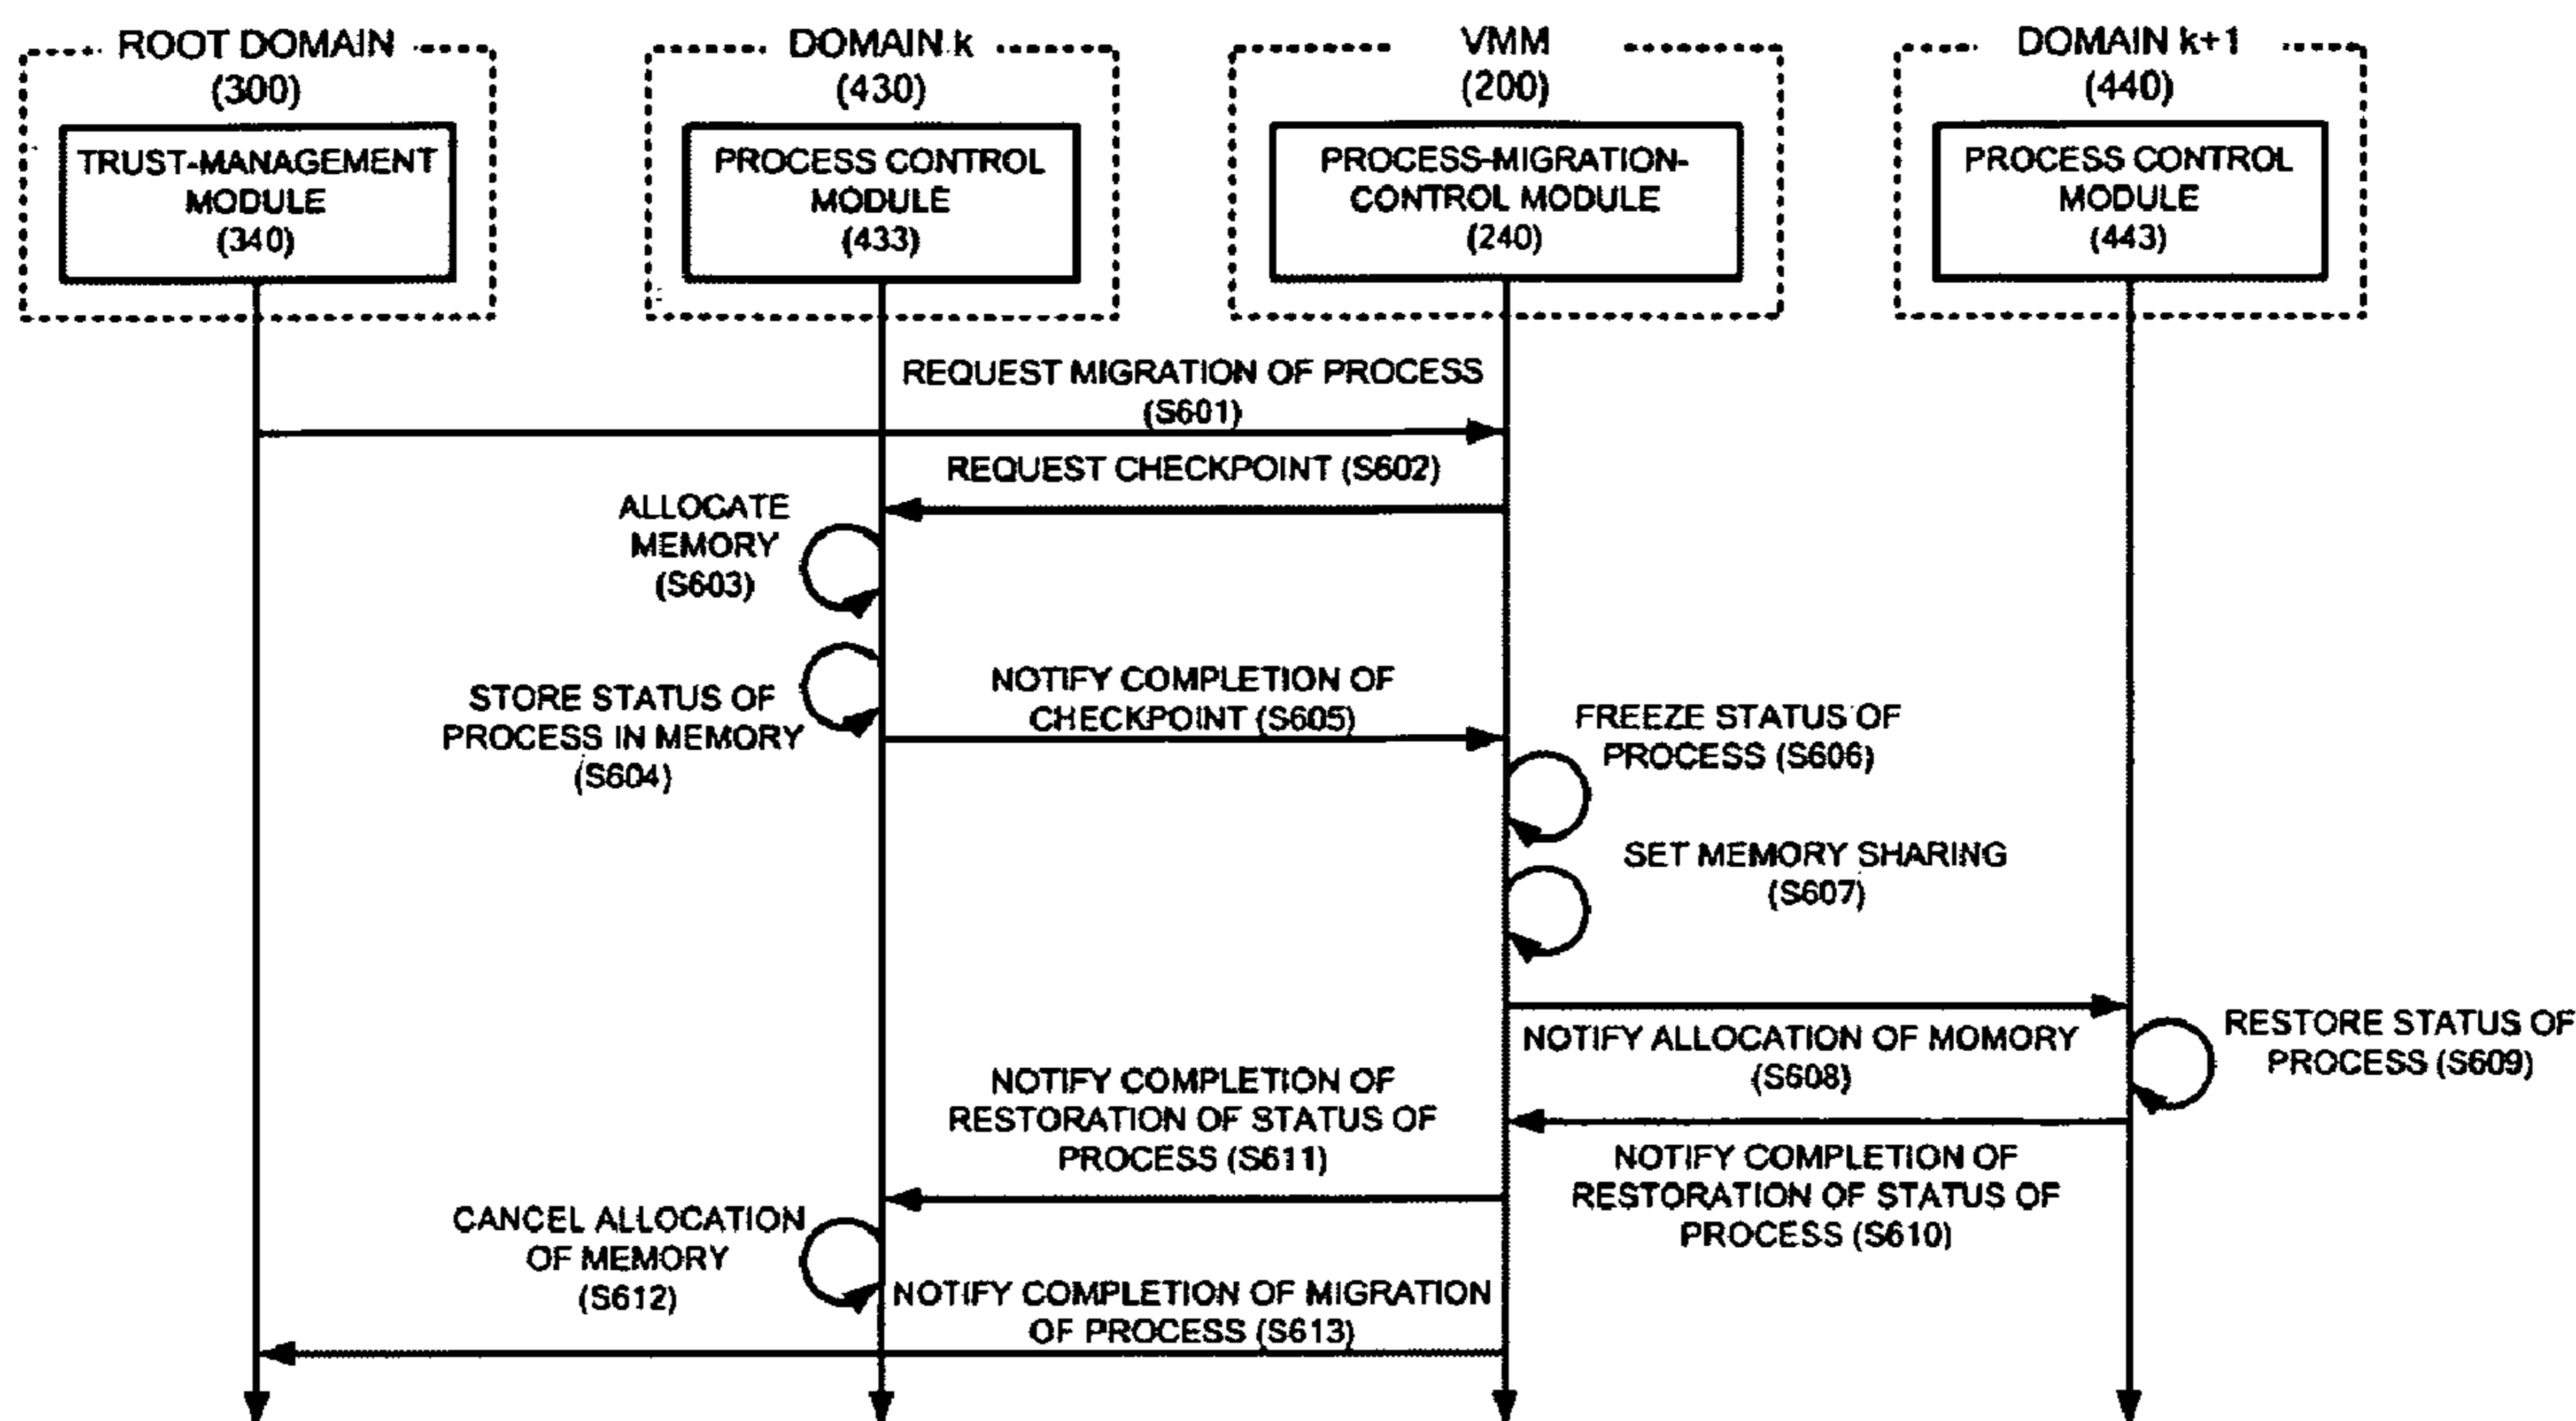 ROOT DOMAIN
(300)
TRUST-MANAGEMENT
MODULE
(340)
DOMAIN k
(430)
PROCESS CONTROL
MODULE
(433)
VMM
(200)
PROCESS-MIGRATION-
CONTROL MODULE
(240)
DOMAIN k+1
(440)
PROCESS CONTROL
MODULE
(443)
REQUEST MIGRATION OF PROCESS
(S601)
REQUEST CHECKPOINT (S602)
ALLOCATE
MEMORY
(S603)
STORE STATUS OF
PROCESS IN MEMORY
(S604)
NOTIFY COMPLETION OF
CHECKPOINT (S605)
FREEZE STATUS OF
PROCESS (S606)
SET MEMORY SHARING
(S607)
NOTIFY ALLOCATION OF MOMORY
(S608)
RESTORE STATUS OF
PROCESS (S609)
NOTIFY COMPLETION OF
RESTORATION OF STATUS OF
PROCESS (S610)
NOTIFY COMPLETION OF
RESTORATION OF STATUS OF
PROCESS (S611)
CANCEL ALLOCATION
OF MEMORY
(S612)
NOTIFY COMPLETION OF MIGRATION
OF PROCESS (S613)